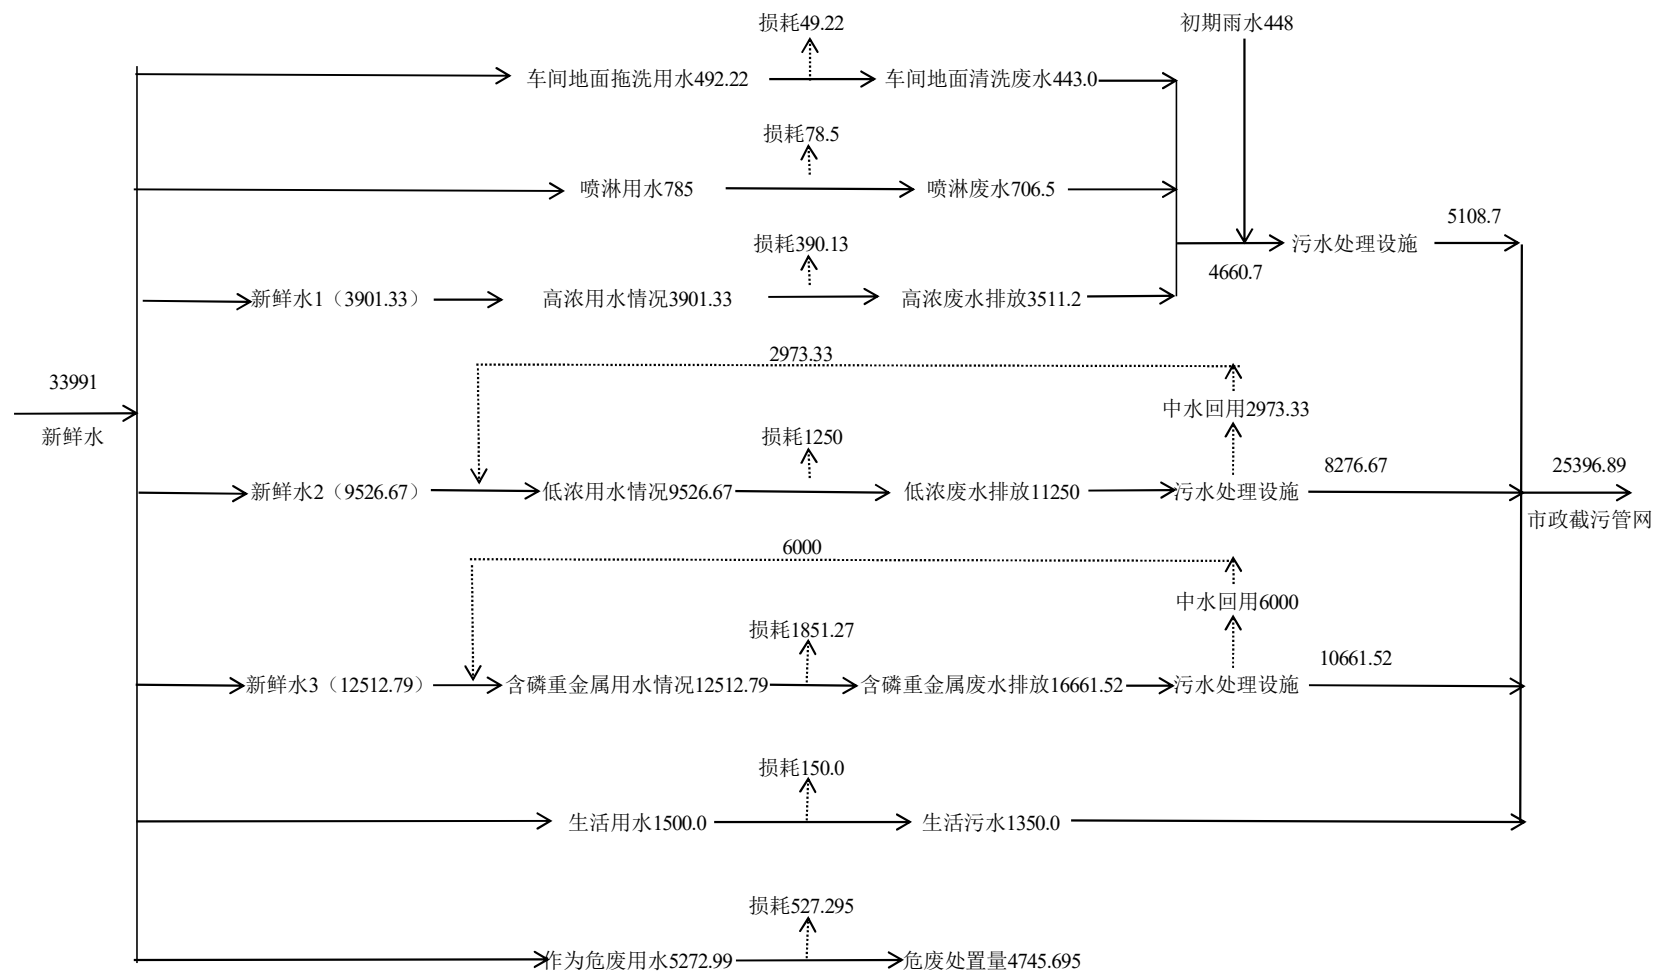 损耗49.22
初期雨水448
车间地面拖洗用水492.22
车间地面清洗废水443.0
损耗78.5
喷淋用水785
喷淋废水706.5
5108.7
损耗390.13
污水处理设施
4660.7
新鲜水1（3901.33）
高浓用水情况3901.33
高浓废水排放3511.2
2973.33
33991
中水回用2973.33
新鲜水
损耗1250
8276.67
25396.89
新鲜水2（9526.67）
低浓用水情况9526.67
低浓废水排放11250
污水处理设施
市政截污管网
6000
中水回用6000
损耗1851.27
10661.52
新鲜水3（12512.79）
含磷重金属用水情况12512.79
含磷重金属废水排放16661.52
污水处理设施
损耗150.0
生活用水1500.0
生活污水1350.0
损耗527.295
作为危废用水5272.99
危废处置量4745.695